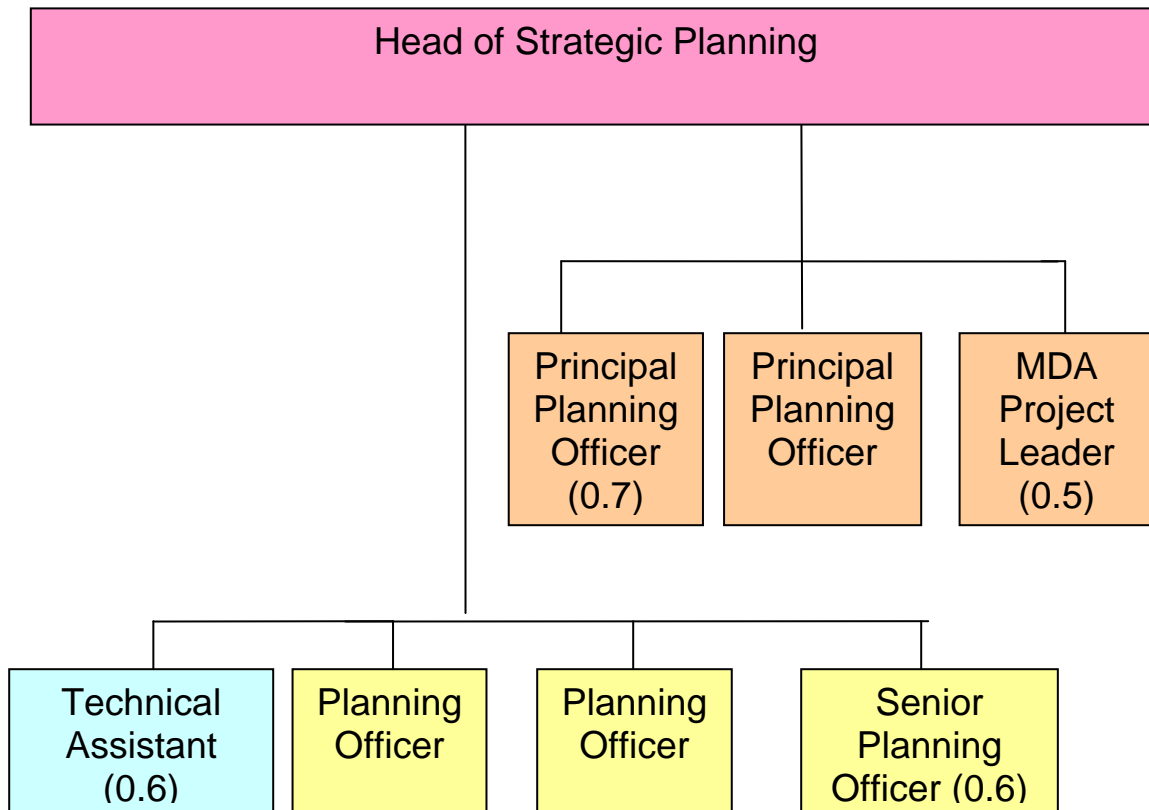 Head of Strategic Planning
Principal
Planning
Officer
(0.7)
Principal
Planning
Officer
MDA
Project
Leader
(0.5)
Technical
Assistant
(0.6)
Planning
Officer
Planning
Officer
Senior
Planning
Officer (0.6)